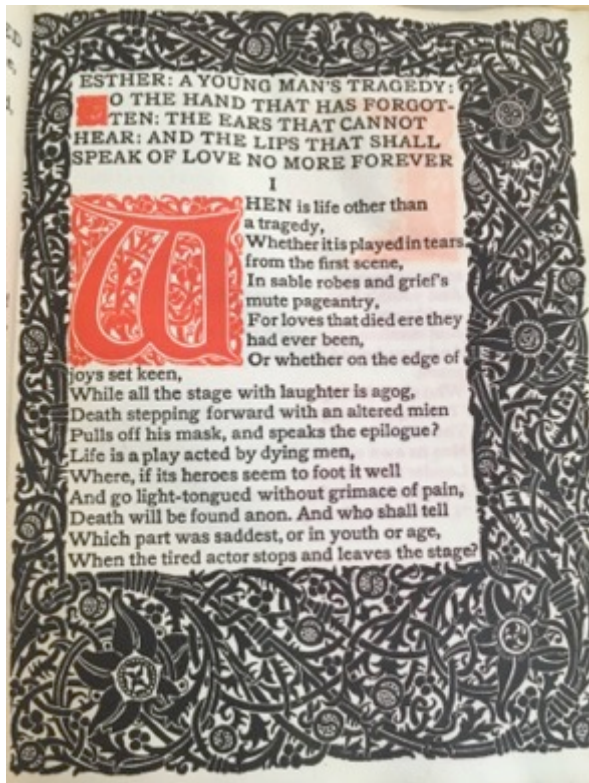 ESTHER: A YOUNG MAN'S TRAGEDY:
TO THE HAND THAT HAS FORGOT-
TEN: THE EARS THAT CANNOT
HEAR: AND THE LIPS THAT SHALL
SPEAK OF LOVE NO MORE FOREVER
I
WHEN is life other than
a tragedy,
Whether it is played in tears
from the first scene,
In sable robes and grief's
mute pageantry,
For loves that died ere they
had ever been,
Or whether on the edge of
joys set keen,
While all the stage with laughter is agog,
Death stepping forward with an altered mien
Pulls off his mask, and speaks the epilogue?
Life is a play acted by dying men,
Where, if its heroes seem to foot it well
And go light-tongued without grimace of pain,
Death will be found anon. And who shall tell
Which part was saddest, or in youth or age,
When the tired actor stops and leaves the stage?